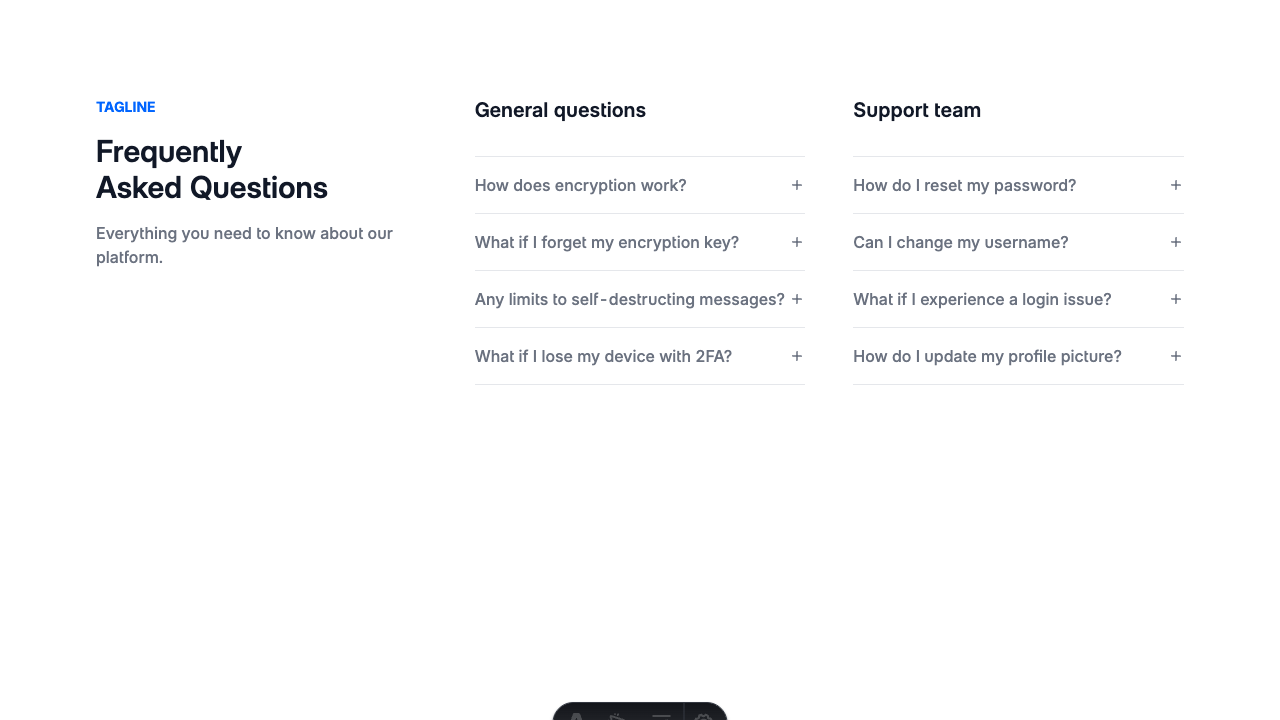 TAGLINE
Frequently
Asked Questions
Everything you need to know about our
platform.
General questions
How does encryption work?
What if I forget my encryption key?
Any limits to self-destructing messages?
What if I lose my device with 2FA?
Support team
How do I reset my password?
Can I change my username?
What if I experience a login issue?
How do I update my profile picture?